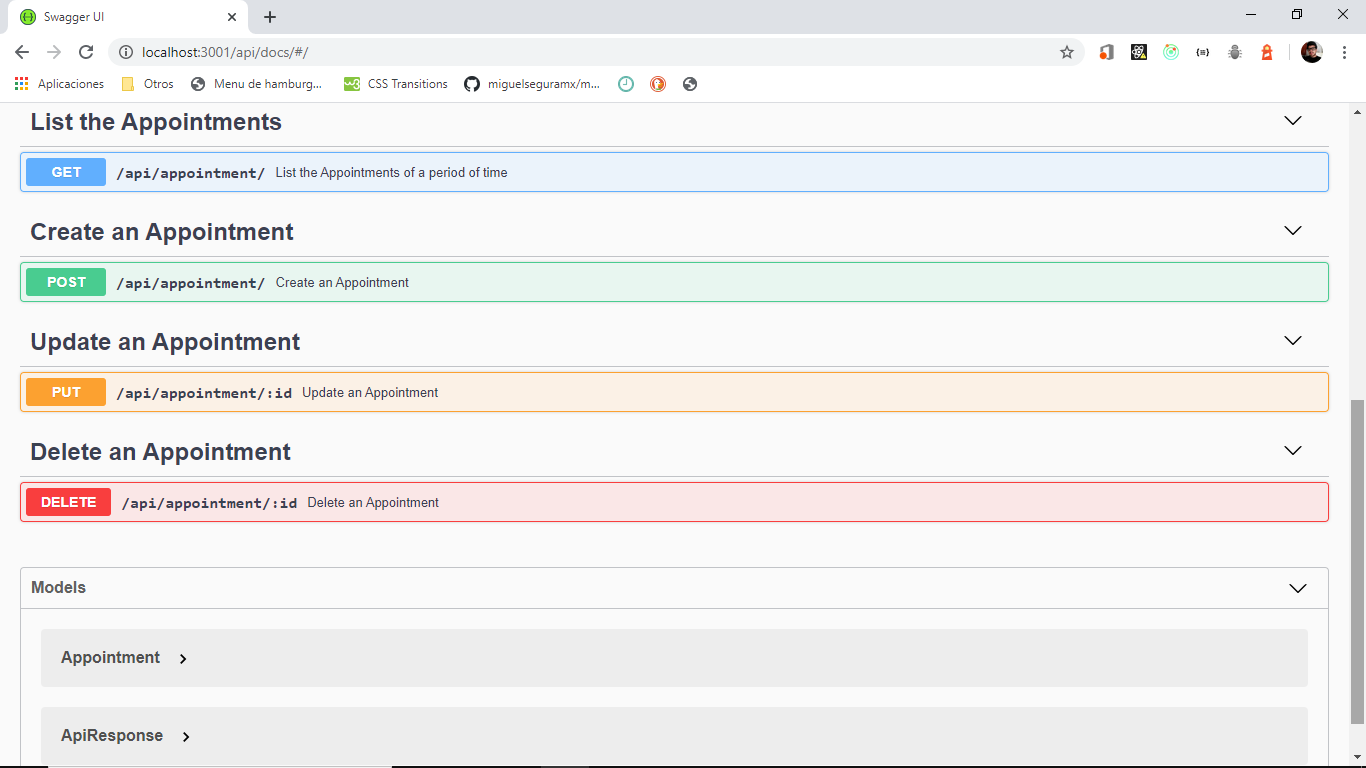 Swagger UI
localhost:3001/api/docs/#/
Aplicaciones Otros Menu de hamburg... CSS Transitions miguelseguramx/m...
List the Appointments
GET /api/appointment/ List the Appointments of a period of time
Create an Appointment
POST /api/appointment/ Create an Appointment
Update an Appointment
PUT /api/appointment/:id Update an Appointment
Delete an Appointment
DELETE /api/appointment/:id Delete an Appointment
Models
Appointment
ApiResponse